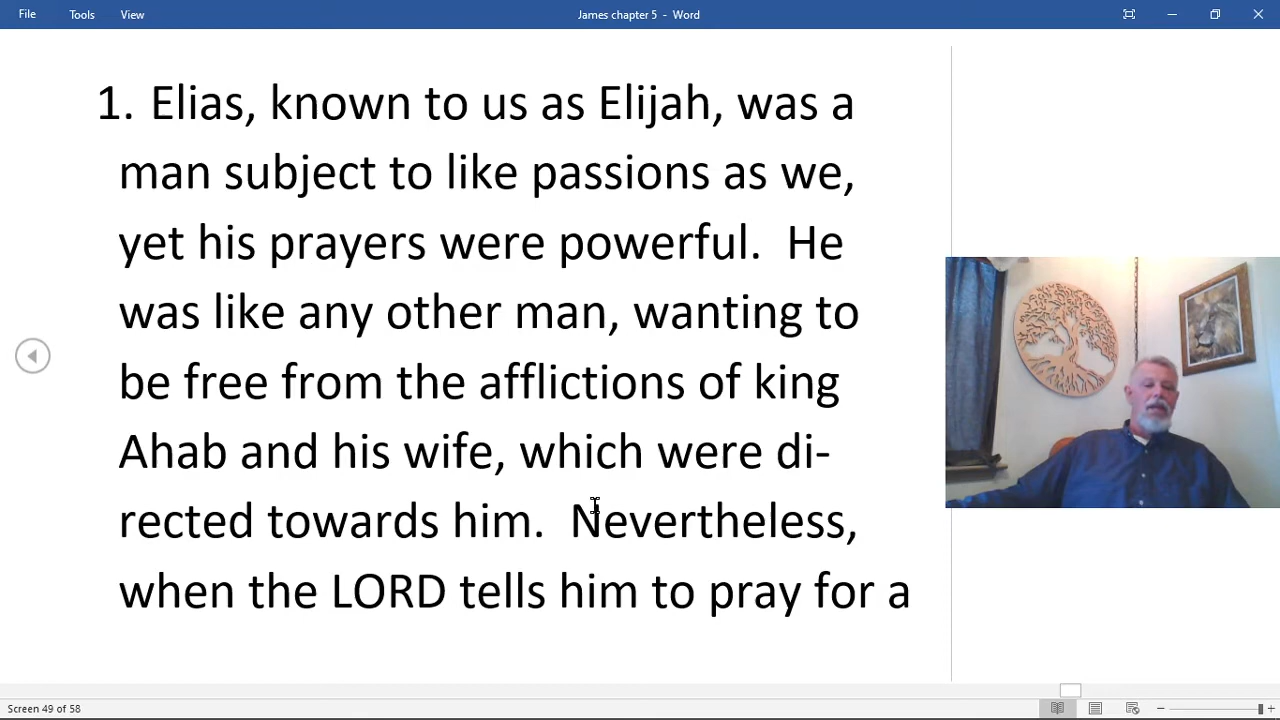 File Tools View James chapter 5 - Word
1. Elias, known to us as Elijah, was a
man subject to like passions as we,
yet his prayers were powerful.  He
was like any other man, wanting to
be free from the afflictions of king
Ahab and his wife, which were di-
rected towards him.  Nevertheless,
when the LORD tells him to pray for a
Screen 49 of 58